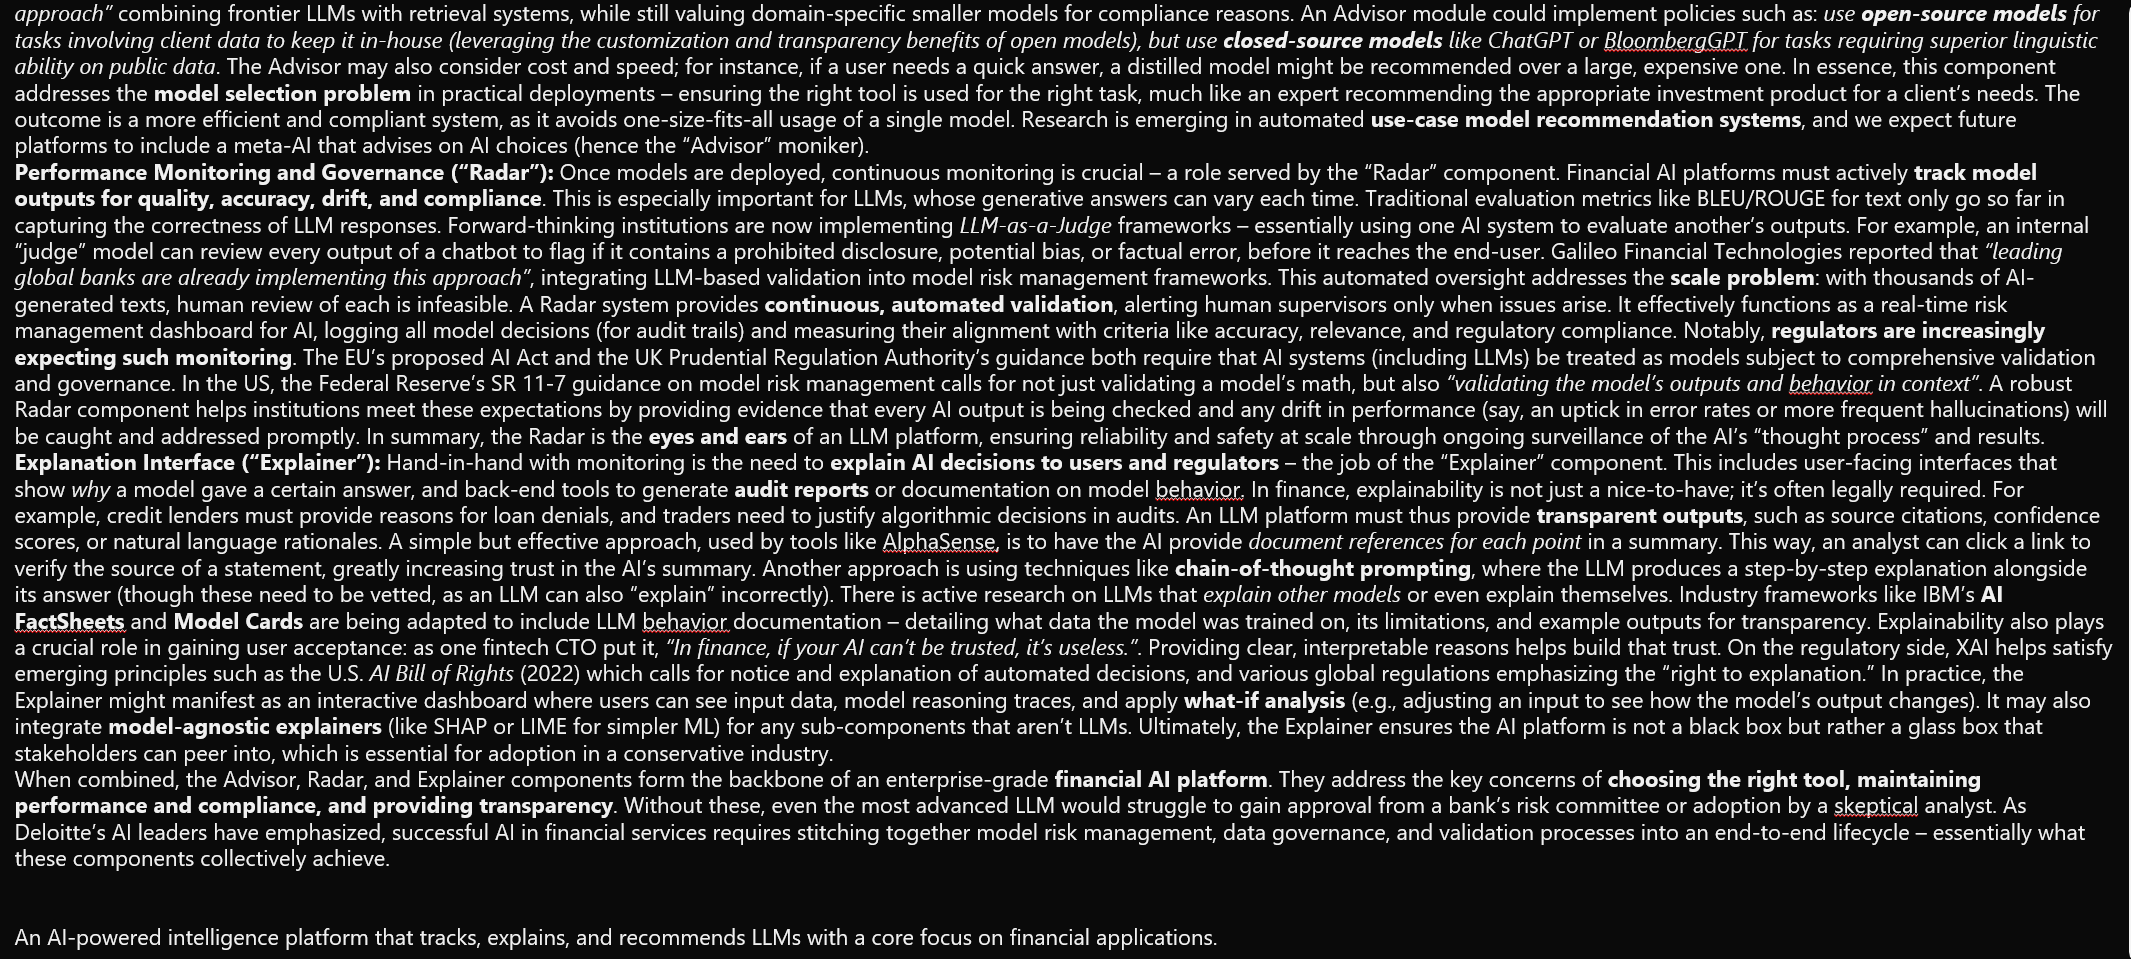 approach” combining frontier LLMs with retrieval systems, while still valuing domain-specific smaller models for compliance reasons. An Advisor module could implement policies such as: use open-source models for
tasks involving client data to keep it in-house (leveraging the customization and transparency benefits of open models), but use closed-source models like ChatGPT or BloombergGPT for tasks requiring superior linguistic
ability on public data. The Advisor may also consider cost and speed; for instance, if a user needs a quick answer, a distilled model might be recommended over a large, expensive one. In essence, this component
addresses the model selection problem in practical deployments – ensuring the right tool is used for the right task, much like an expert recommending the appropriate investment product for a client’s needs. The
outcome is a more efficient and compliant system, as it avoids one-size-fits-all usage of a single model. Research is emerging in automated use-case model recommendation systems, and we expect future
platforms to include a meta-AI that advises on AI choices (hence the “Advisor” moniker).
Performance Monitoring and Governance (“Radar”): Once models are deployed, continuous monitoring is crucial – a role served by the “Radar” component. Financial AI platforms must actively track model
outputs for quality, accuracy, drift, and compliance. This is especially important for LLMs, whose generative answers can vary each time. Traditional evaluation metrics like BLEU/ROUGE for text only go so far in
capturing the correctness of LLM responses. Forward-thinking institutions are now implementing LLM-as-a-Judge frameworks – essentially using one AI system to evaluate another’s outputs. For example, an internal
“judge” model can review every output of a chatbot to flag if it contains a prohibited disclosure, potential bias, or factual error, before it reaches the end-user. Galileo Financial Technologies reported that “leading
global banks are already implementing this approach”, integrating LLM-based validation into model risk management frameworks. This automated oversight addresses the scale problem: with thousands of AI-
generated texts, human review of each is infeasible. A Radar system provides continuous, automated validation, alerting human supervisors only when issues arise. It effectively functions as a real-time risk
management dashboard for AI, logging all model decisions (for audit trails) and measuring their alignment with criteria like accuracy, relevance, and regulatory compliance. Notably, regulators are increasingly
expecting such monitoring. The EU’s proposed AI Act and the UK Prudential Regulation Authority’s guidance both require that AI systems (including LLMs) be treated as models subject to comprehensive validation
and governance. In the US, the Federal Reserve’s SR 11-7 guidance on model risk management calls for not just validating a model’s math, but also “validating the model’s outputs and behavior in context”. A robust
Radar component helps institutions meet these expectations by providing evidence that every AI output is being checked and any drift in performance (say, an uptick in error rates or more frequent hallucinations) will
be caught and addressed promptly. In summary, the Radar is the eyes and ears of an LLM platform, ensuring reliability and safety at scale through ongoing surveillance of the AI’s “thought process” and results.
Explanation Interface (“Explainer”): Hand-in-hand with monitoring is the need to explain AI decisions to users and regulators – the job of the “Explainer” component. This includes user-facing interfaces that
show why a model gave a certain answer, and back-end tools to generate audit reports or documentation on model behavior. In finance, explainability is not just a nice-to-have; it’s often legally required. For
example, credit lenders must provide reasons for loan denials, and traders need to justify algorithmic decisions in audits. An LLM platform must thus provide transparent outputs, such as source citations, confidence
scores, or natural language rationales. A simple but effective approach, used by tools like AlphaSense, is to have the AI provide document references for each point in a summary. This way, an analyst can click a link to
verify the source of a statement, greatly increasing trust in the AI’s summary. Another approach is using techniques like chain-of-thought prompting, where the LLM produces a step-by-step explanation alongside
its answer (though these need to be vetted, as an LLM can also “explain” incorrectly). There is active research on LLMs that explain other models or even explain themselves. Industry frameworks like IBM’s AI
FactSheets and Model Cards are being adapted to include LLM behavior documentation – detailing what data the model was trained on, its limitations, and example outputs for transparency. Explainability also plays
a crucial role in gaining user acceptance: as one fintech CTO put it, “In finance, if your AI can’t be trusted, it’s useless.”. Providing clear, interpretable reasons helps build that trust. On the regulatory side, XAI helps satisfy
emerging principles such as the U.S. AI Bill of Rights (2022) which calls for notice and explanation of automated decisions, and various global regulations emphasizing the “right to explanation.” In practice, the
Explainer might manifest as an interactive dashboard where users can see input data, model reasoning traces, and apply what-if analysis (e.g., adjusting an input to see how the model’s output changes). It may also
integrate model-agnostic explainers (like SHAP or LIME for simpler ML) for any sub-components that aren’t LLMs. Ultimately, the Explainer ensures the AI platform is not a black box but rather a glass box that
stakeholders can peer into, which is essential for adoption in a conservative industry.
When combined, the Advisor, Radar, and Explainer components form the backbone of an enterprise-grade financial AI platform. They address the key concerns of choosing the right tool, maintaining
performance and compliance, and providing transparency. Without these, even the most advanced LLM would struggle to gain approval from a bank’s risk committee or adoption by a skeptical analyst. As
Deloitte’s AI leaders have emphasized, successful AI in financial services requires stitching together model risk management, data governance, and validation processes into an end-to-end lifecycle – essentially what
these components collectively achieve.
An AI-powered intelligence platform that tracks, explains, and recommends LLMs with a core focus on financial applications.